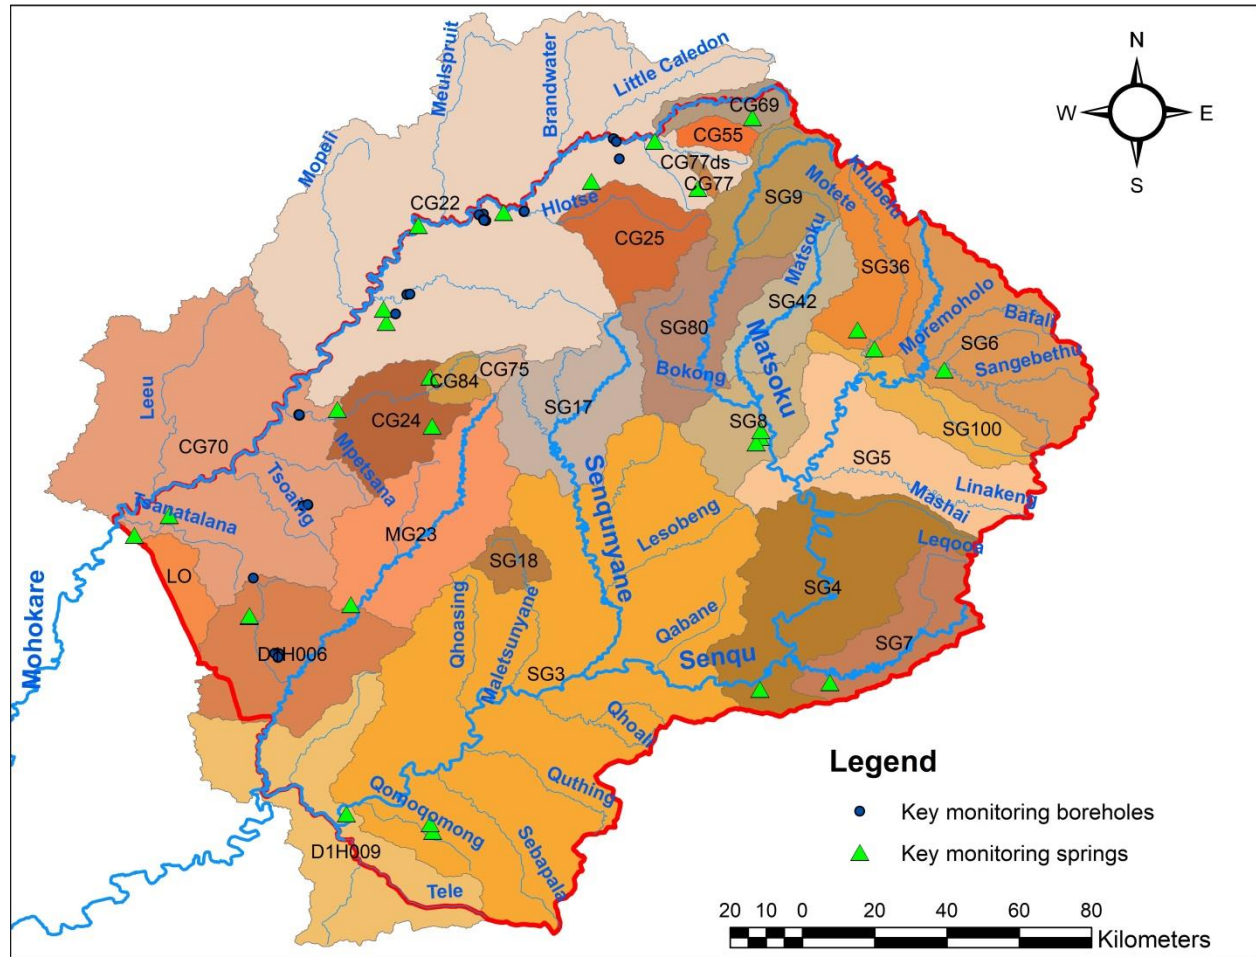 N
W
E
S
Little Caledon
Brandwater
Meulspruit
Mopeli
CG69
CG55
CG77ds
CG77
Khubelu
Motete
SG9
CG22
Hlotse
CG25
Matsoku
SG36
SG42
Moremoholo
Bafali
SG6
Sangebethu
SG80
Bokong
Matsoku
CG75
CG84
SG17
Leeu
CG24
SG8
SG100
CG70
Mpetsana
Tsoaing
SG5
Linakeng
Mashai
Senqunyane
Tsanatalana
MG23
Lesobeng
Leqooa
SG18
LO
SG4
Qhoasing
Maletsunyane
Qabane
SG7
Mohokare
D1H006
SG3
Senqu
Qhoali
Quthing
Qomoqomong
Sebapala
D1H009
Tele
Legend
Key monitoring boreholes
Key monitoring springs
20 10 0 20 40 60 80
Kilometers